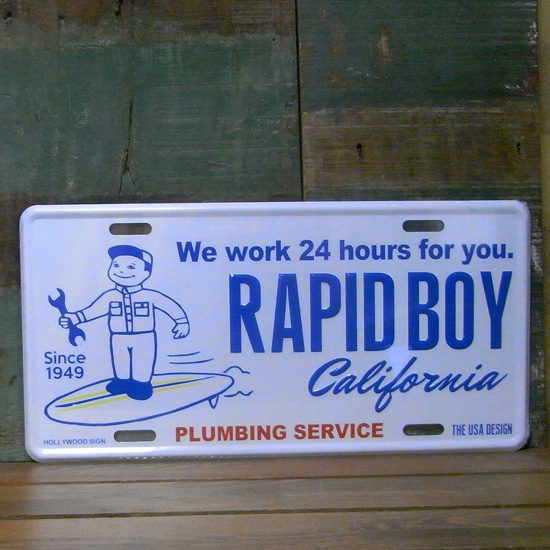 We work 24 hours for you.
RAPID BOY
California
Since
1949
HOLLYWOOD SIGN
PLUMBING SERVICE
THE USA DESIGN